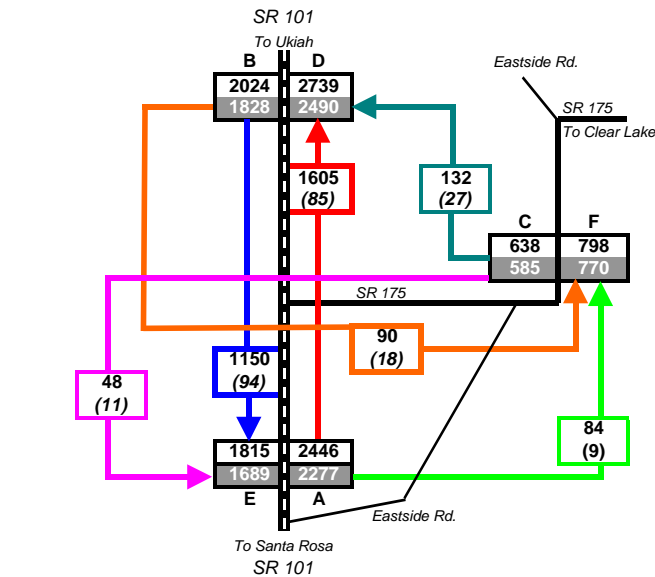 SR 101
To Ukiah
B D
2024 2739
1828 2490
Eastside Rd.
SR 175
To Clear Lake
1605
(85)
132
(27)
C F
638 798
585 770
SR 175
90
(18)
1150
(94)
48
(11)
84
(9)
1815 2446
1689 2277
E A
Eastside Rd.
To Santa Rosa
SR 101